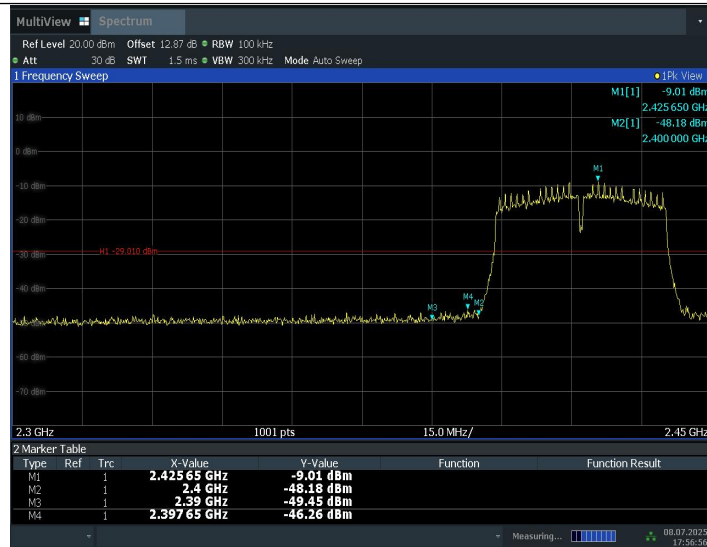 MultiView Spectrum
Ref Level 20.00 dBm Offset 12.87 dB RBW 100 kHz
Att 30 dB SWT 1.5 ms VBW 300 kHz Mode Auto Sweep
1 Frequency Sweep 1Pk View
M1[1] -9.01 dBm
2.425 650 GHz
M2[1] -48.18 dBm
2.400 000 GHz
10 dBm
0 dBm
M1
-10 dBm
-20 dBm
H1 -29.010 dBm
-30 dBm
-40 dBm
M4
M3 M2
-60 dBm
-70 dBm
2.3 GHz 1001 pts 15.0 MHz/ 2.45 GHz
2 Marker Table
Type Ref Trc X-Value Y-Value Function Function Result
M1 1 2.425 65 GHz -9.01 dBm
M2 1 2.4 GHz -48.18 dBm
M3 1 2.39 GHz -49.45 dBm
M4 1 2.397 65 GHz -46.26 dBm
Measuring... 08.07.2025
17:56:56